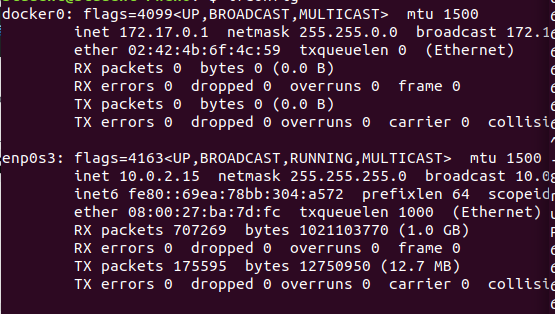 docker0: flags=4099<UP,BROADCAST,MULTICAST>  mtu 1500
        inet 172.17.0.1  netmask 255.255.0.0  broadcast 172.1
        ether 02:42:4b:6f:4c:59  txqueuelen 0  (Ethernet)
        RX packets 0  bytes 0 (0.0 B)
        RX errors 0  dropped 0  overruns 0  frame 0
        TX packets 0  bytes 0 (0.0 B)
        TX errors 0  dropped 0 overruns 0  carrier 0  collisi
enp0s3: flags=4163<UP,BROADCAST,RUNNING,MULTICAST>  mtu 1500
        inet 10.0.2.15  netmask 255.255.255.0  broadcast 10.0
        inet6 fe80::69ea:78bb:304:a572  prefixlen 64  scopeid
        ether 08:00:27:ba:7d:fc  txqueuelen 1000  (Ethernet)
        RX packets 707269  bytes 1021103770 (1.0 GB)
        RX errors 0  dropped 0  overruns 0  frame 0
        TX packets 175595  bytes 12750950 (12.7 MB)
        TX errors 0  dropped 0 overruns 0  carrier 0  collisi